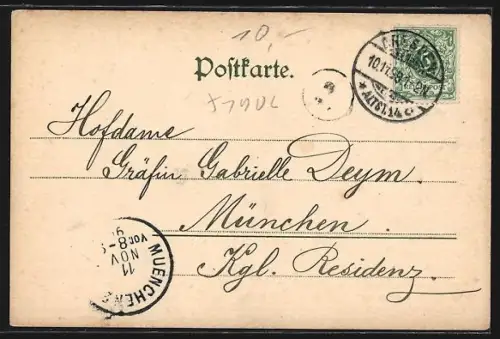 10,-
Postkarte.
Hofdame
Gräfin Gabrielle Deym.
München
Kgl. Residenz.
MUENCHEN
11
NOV